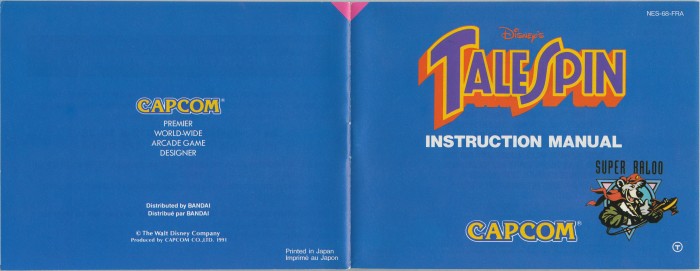 CAPCOM®
PREMIER
WORLD-WIDE
ARCADE GAME
DESIGNER
Distributed by BANDAI
Distribué par BANDAI
© The Walt Disney Company
Produced by CAPCOM CO.,LTD. 1991
Printed in Japan
Imprimé au Japon
NES-68-FRA
Disney's
TALESPIN
INSTRUCTION MANUAL
SUPER BALOO
CAPCOM®
T